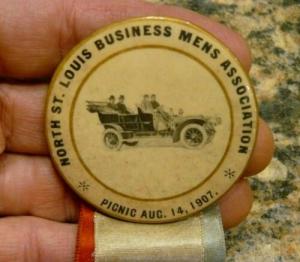 NORTH ST. LOUIS BUSINESS MENS ASSOCIATION
* PICNIC AUG. 14, 1907. *